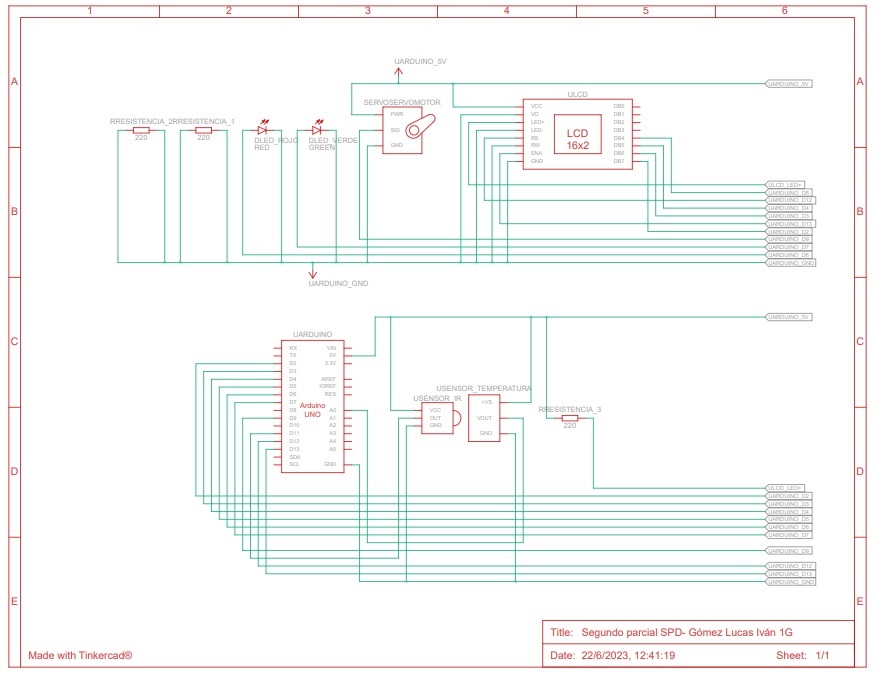 1 2 3 4 5 6
UARDUINO_5V
A A
UARDUINO_5V
ULCD
SERVOSERVOMOTOR
VCC DB0
PWR
VO DB1
RRESISTENCIA_2 RRESISTENCIA_1
LED+ DB2
LED- DB3
SIG
LCD
RS DB4
220 220
DLED_ROJO DLED_VERDE
16x2
RW DB5
GND
RED GREEN
ENA DB6
GND DB7
ULCD_LED+
UARDUINO_D5
UARDUINO_D12
UARDUINO_D4
B B
UARDUINO_D3
UARDUINO_D13
UARDUINO_D2
UARDUINO_D9
UARDUINO_D7
UARDUINO_D6
UARDUINO_GND
UARDUINO_GND
UARDUINO_5V
UARDUINO
C C
RX VIN
TX 5V
D2 3.3V
D3
D4 AREF
D5 IOREF
D6 RES
D7
Arduino
UNO
D8 A0
D9 A1
D10 A2
D11 A3
D12 A4
D13 A5
SDA
SCL GND
USENSOR_TEMPERATURA
USENSOR_IR
+VS
VCC
OUT
VOUT
GND
GND
RRESISTENCIA_3
220
D D
ULCD_LED+
UARDUINO_D2
UARDUINO_D3
UARDUINO_D4
UARDUINO_D5
UARDUINO_D6
UARDUINO_D7
UARDUINO_D9
UARDUINO_D12
UARDUINO_D13
UARDUINO_GND
E E
Title: Segundo parcial SPD- Gómez Lucas Iván 1G
Made with Tinkercad®
Date: 22/6/2023, 12:41:19 Sheet: 1/1